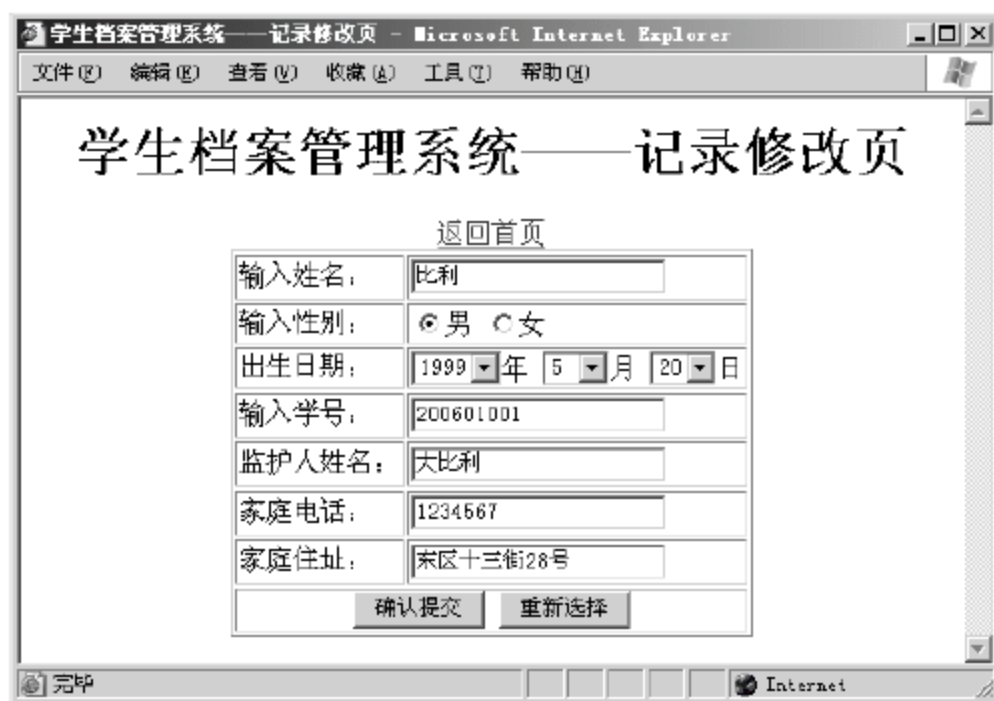 学生档案管理系统——记录修改页 - Microsoft Internet Explorer
文件(F) 编辑(E) 查看(V) 收藏(A) 工具(T) 帮助(H)
学生档案管理系统——记录修改页
返回首页
输入姓名: 比利
输入性别: 男 女
出生日期: 1999 年 5 月 20 日
输入学号: 200601001
监护人姓名: 大比利
家庭电话: 1234567
家庭住址: 东区十三街28号
确认提交 重新选择
完毕 Internet